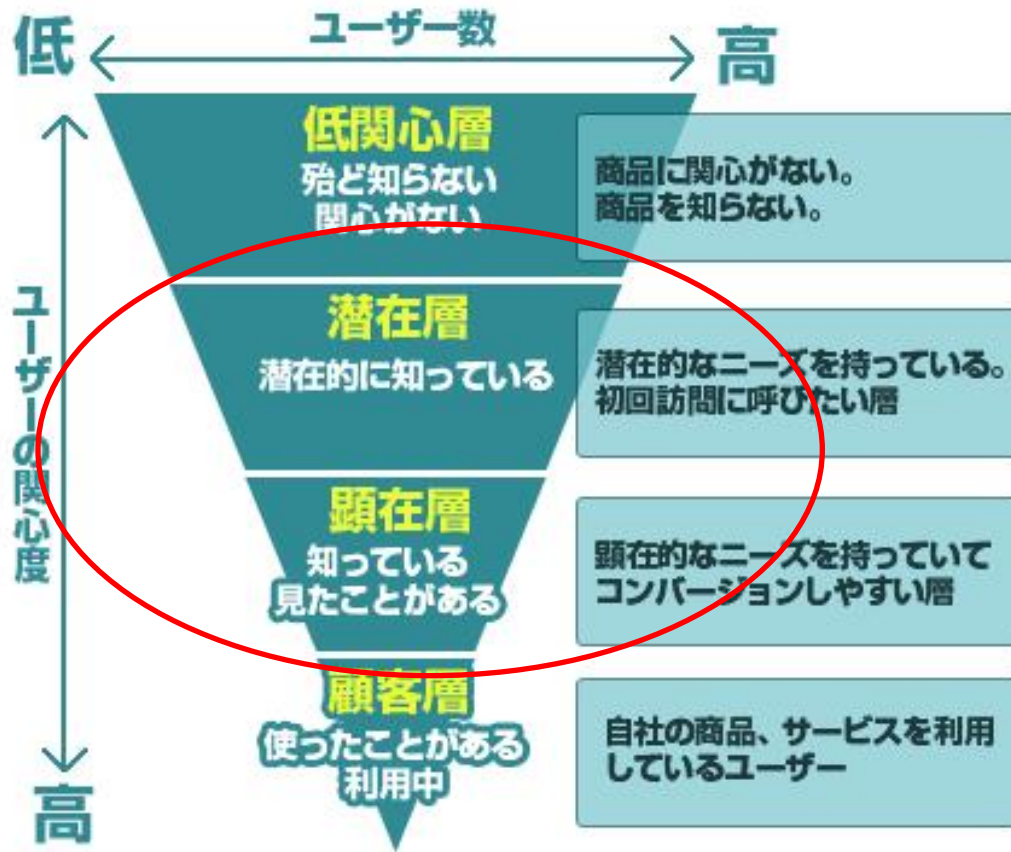 低
ユーザー数
高
ユーザーの関心度
高
低関心層
殆ど知らない
関心がない
商品に関心がない。
商品を知らない。
潜在層
潜在的に知っている
潜在的なニーズを持っている。
初回訪問に呼びたい層
顕在層
知っている
見たことがある
顕在的なニーズを持っていて
コンバージョンしやすい層
顧客層
使ったことがある
利用中
自社の商品、サービスを利用
しているユーザー